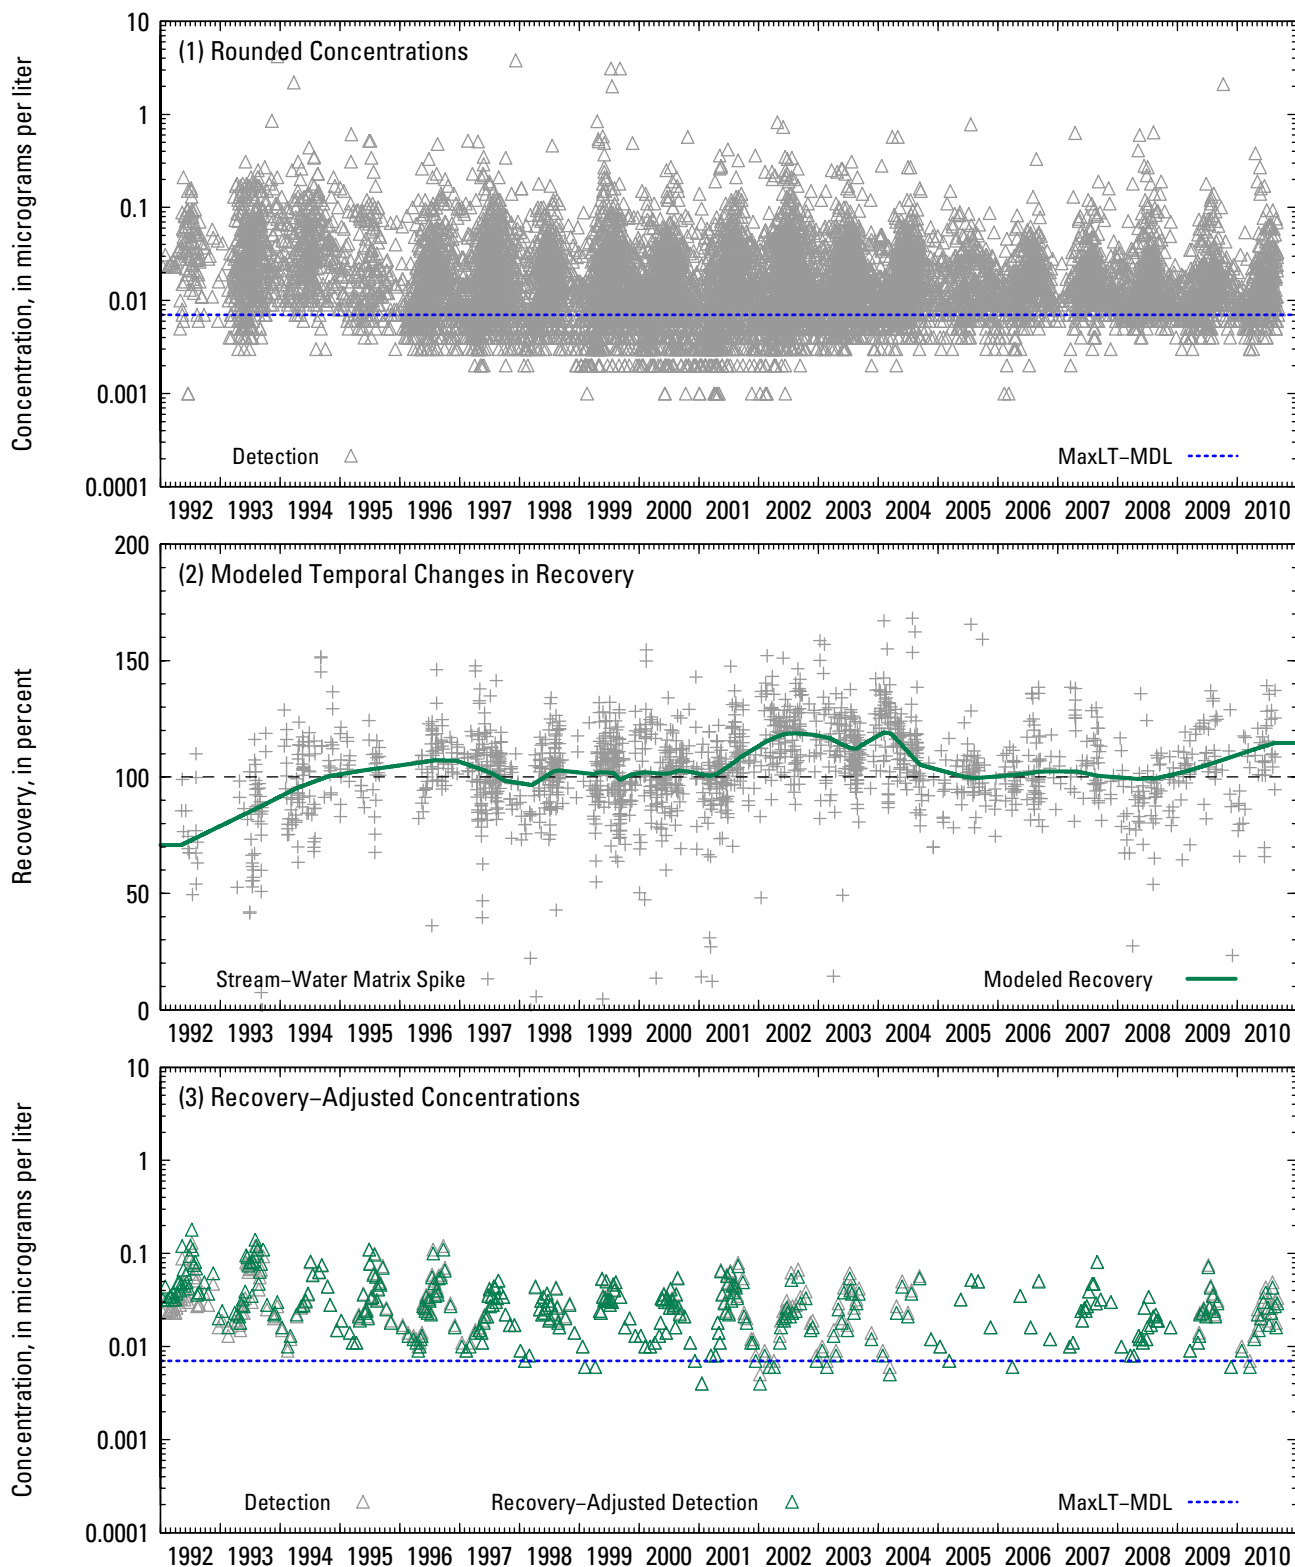 10
(1) Rounded Concentrations
1
0.1
0.01
0.001
0.0001
Concentration, in micrograms per liter
Detection
MaxLT–MDL
1992 1993 1994 1995 1996 1997 1998 1999 2000 2001 2002 2003 2004 2005 2006 2007 2008 2009 2010
200
(2) Modeled Temporal Changes in Recovery
150
100
50
0
Recovery, in percent
Stream–Water Matrix Spike
Modeled Recovery
1992 1993 1994 1995 1996 1997 1998 1999 2000 2001 2002 2003 2004 2005 2006 2007 2008 2009 2010
10
(3) Recovery–Adjusted Concentrations
1
0.1
0.01
0.001
0.0001
Concentration, in micrograms per liter
Detection
Recovery–Adjusted Detection
MaxLT–MDL
1992 1993 1994 1995 1996 1997 1998 1999 2000 2001 2002 2003 2004 2005 2006 2007 2008 2009 2010